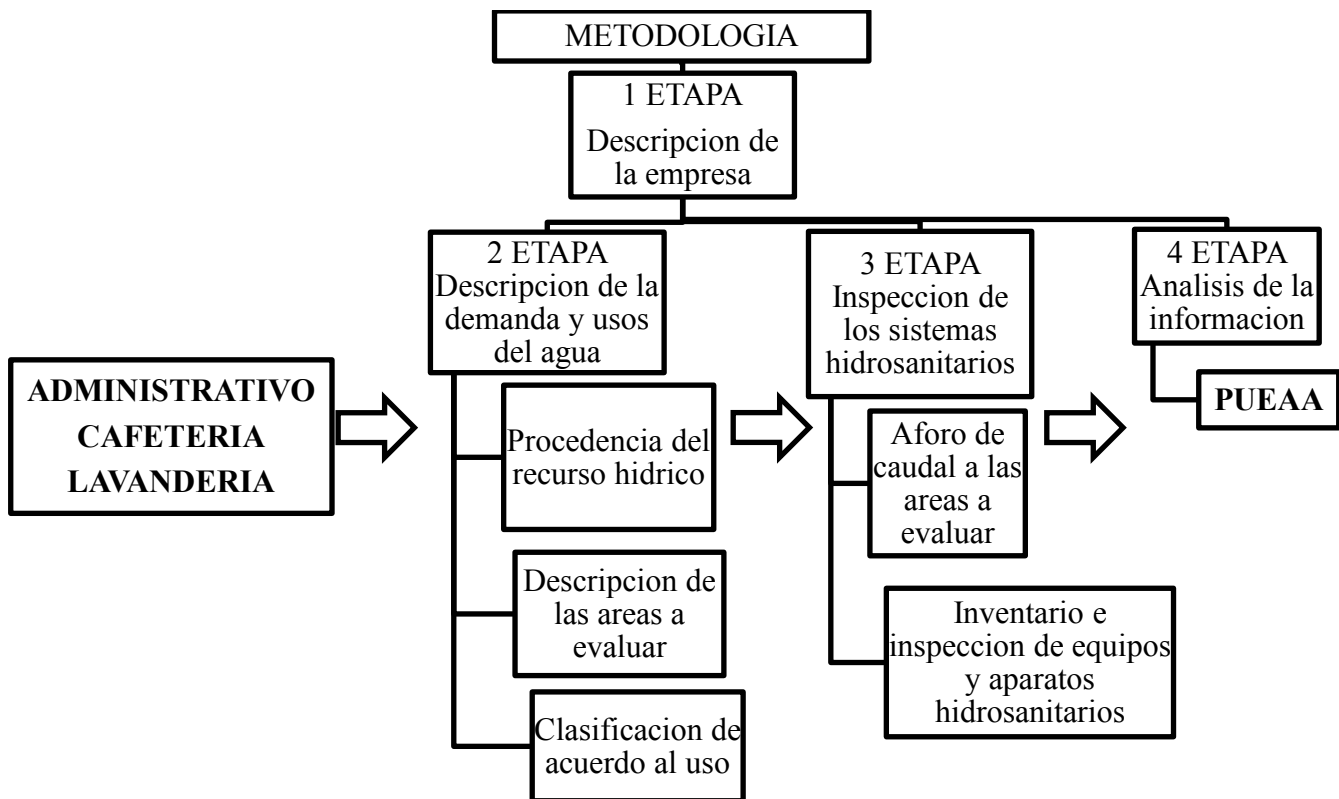 METODOLOGIA
1 ETAPA
Descripcion de
la empresa
2 ETAPA
Descripcion de la
demanda y usos
del agua
3 ETAPA
Inspeccion de
los sistemas
hidrosanitarios
4 ETAPA
Analisis de la
informacion
ADMINISTRATIVO
CAFETERIA
LAVANDERIA
Procedencia del
recurso hídrico
Descripcion de
las areas a
evaluar
Clasificacion de
acuerdo al uso
Aforo de
caudal a las
areas a
evaluar
Inventario e
inspeccion de equipos
y aparatos
hidrosanitarios
PUEAA